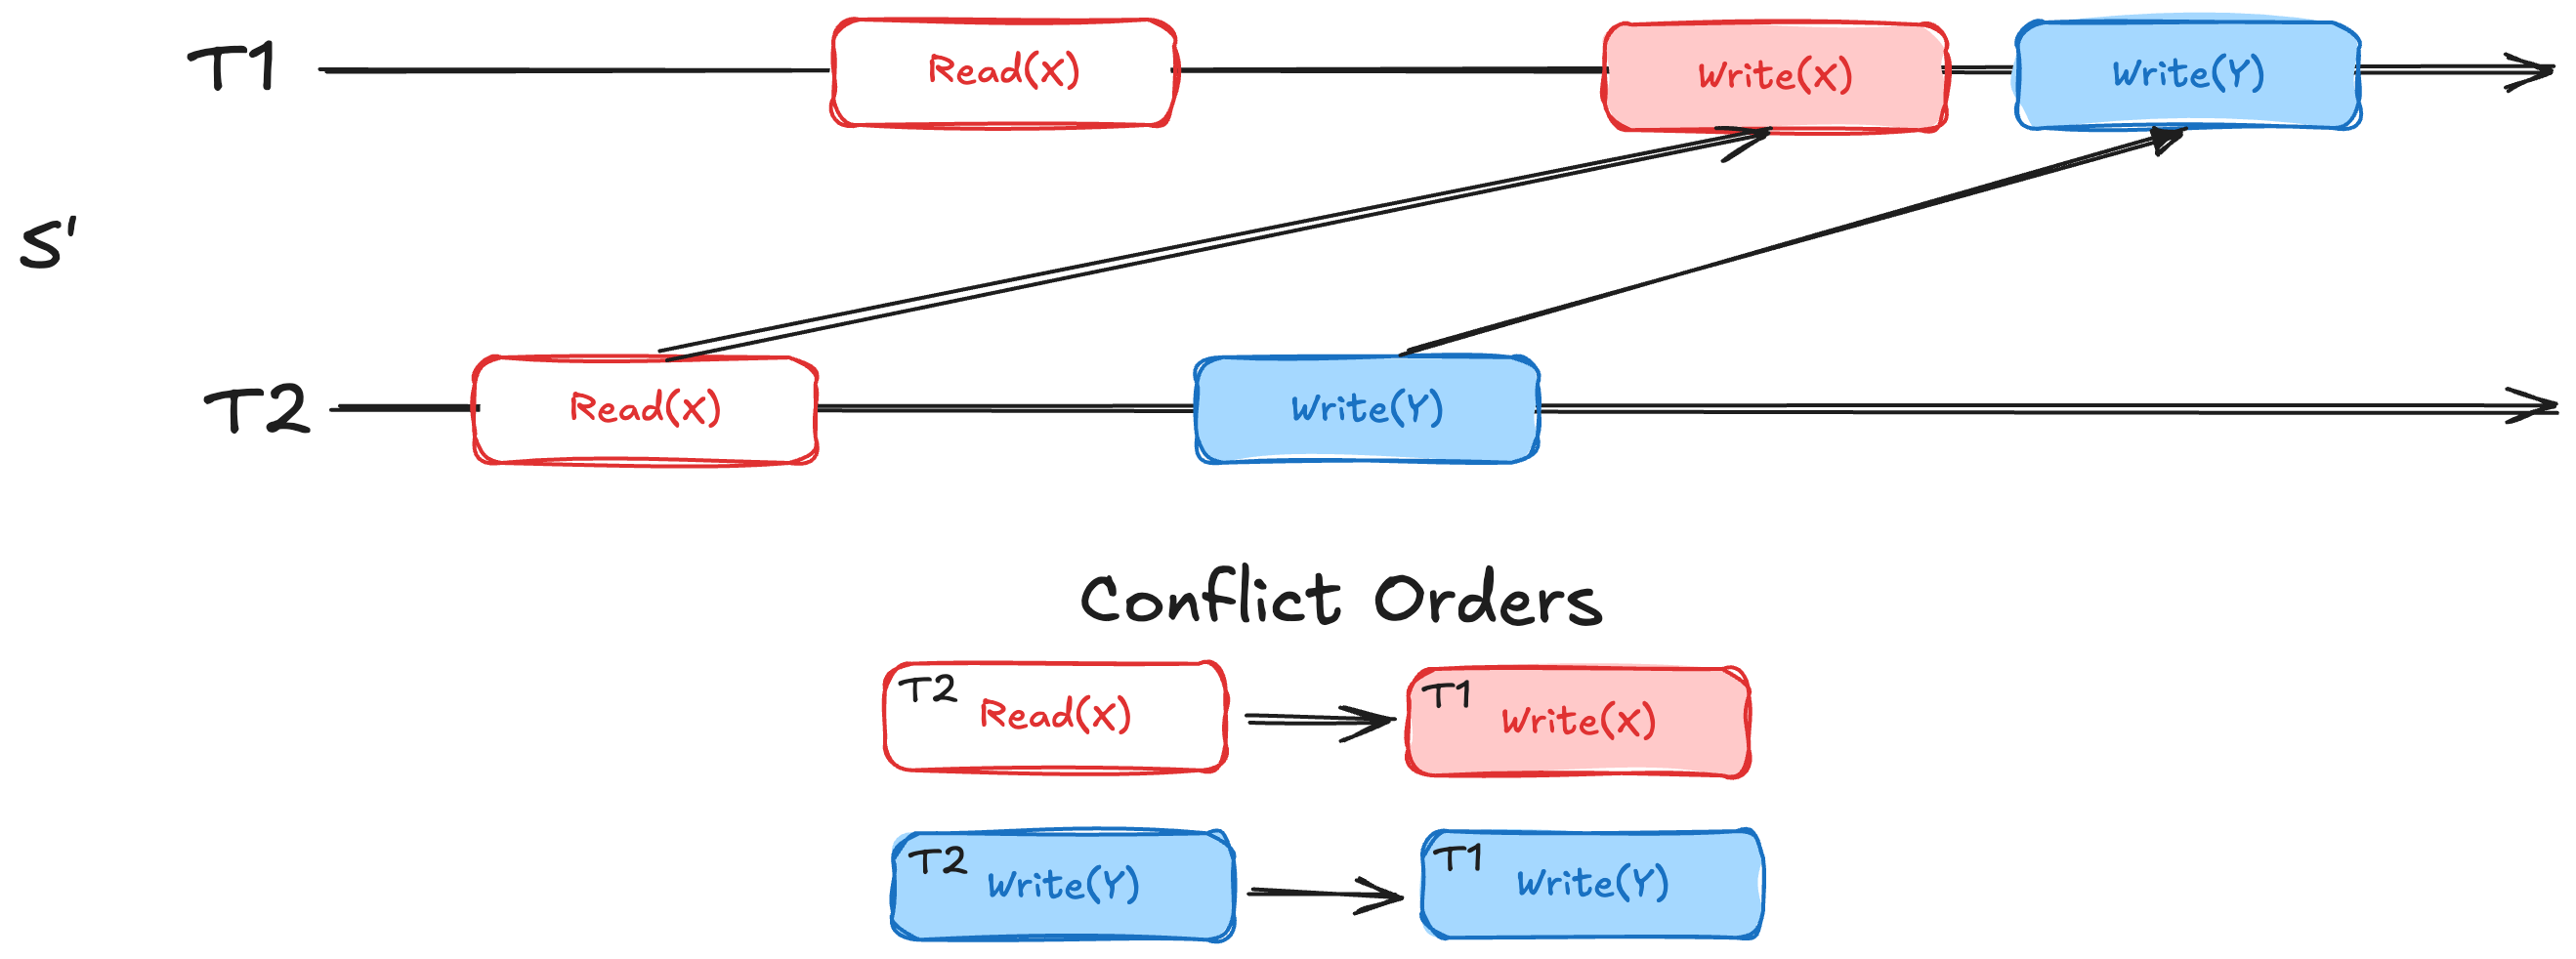 T1 Read(X) Write(X) Write(Y)
S'
T2 Read(X) Write(Y)
Conflict Orders
T2 Read(X) T1 Write(X)
T2 Write(Y) T1 Write(Y)